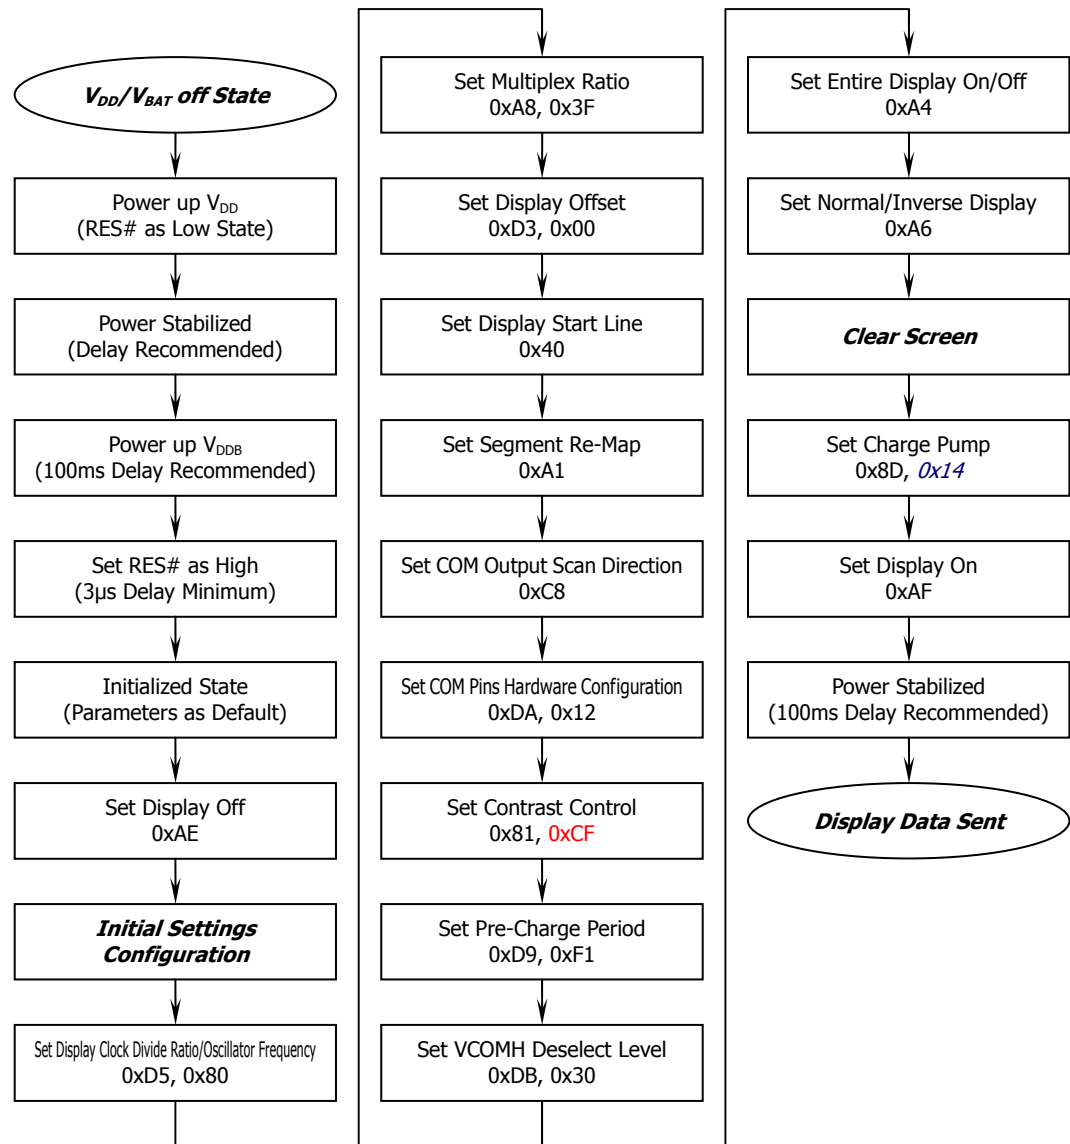 V_DD/V_BAT off State
Power up V_DD
(RES# as Low State)
Power Stabilized
(Delay Recommended)
Power up V_DDB
(100ms Delay Recommended)
Set RES# as High
(3μs Delay Minimum)
Initialized State
(Parameters as Default)
Set Display Off
0xAE
Initial Settings
Configuration
Set Display Clock Divide Ratio/Oscillator Frequency
0xD5, 0x80
Set Multiplex Ratio
0xA8, 0x3F
Set Display Offset
0xD3, 0x00
Set Display Start Line
0x40
Set Segment Re-Map
0xA1
Set COM Output Scan Direction
0xC8
Set COM Pins Hardware Configuration
0xDA, 0x12
Set Contrast Control
0x81, 0xCF
Set Pre-Charge Period
0xD9, 0xF1
Set VCOMH Deselect Level
0xDB, 0x30
Set Entire Display On/Off
0xA4
Set Normal/Inverse Display
0xA6
Clear Screen
Set Charge Pump
0x8D, 0x14
Set Display On
0xAF
Power Stabilized
(100ms Delay Recommended)
Display Data Sent